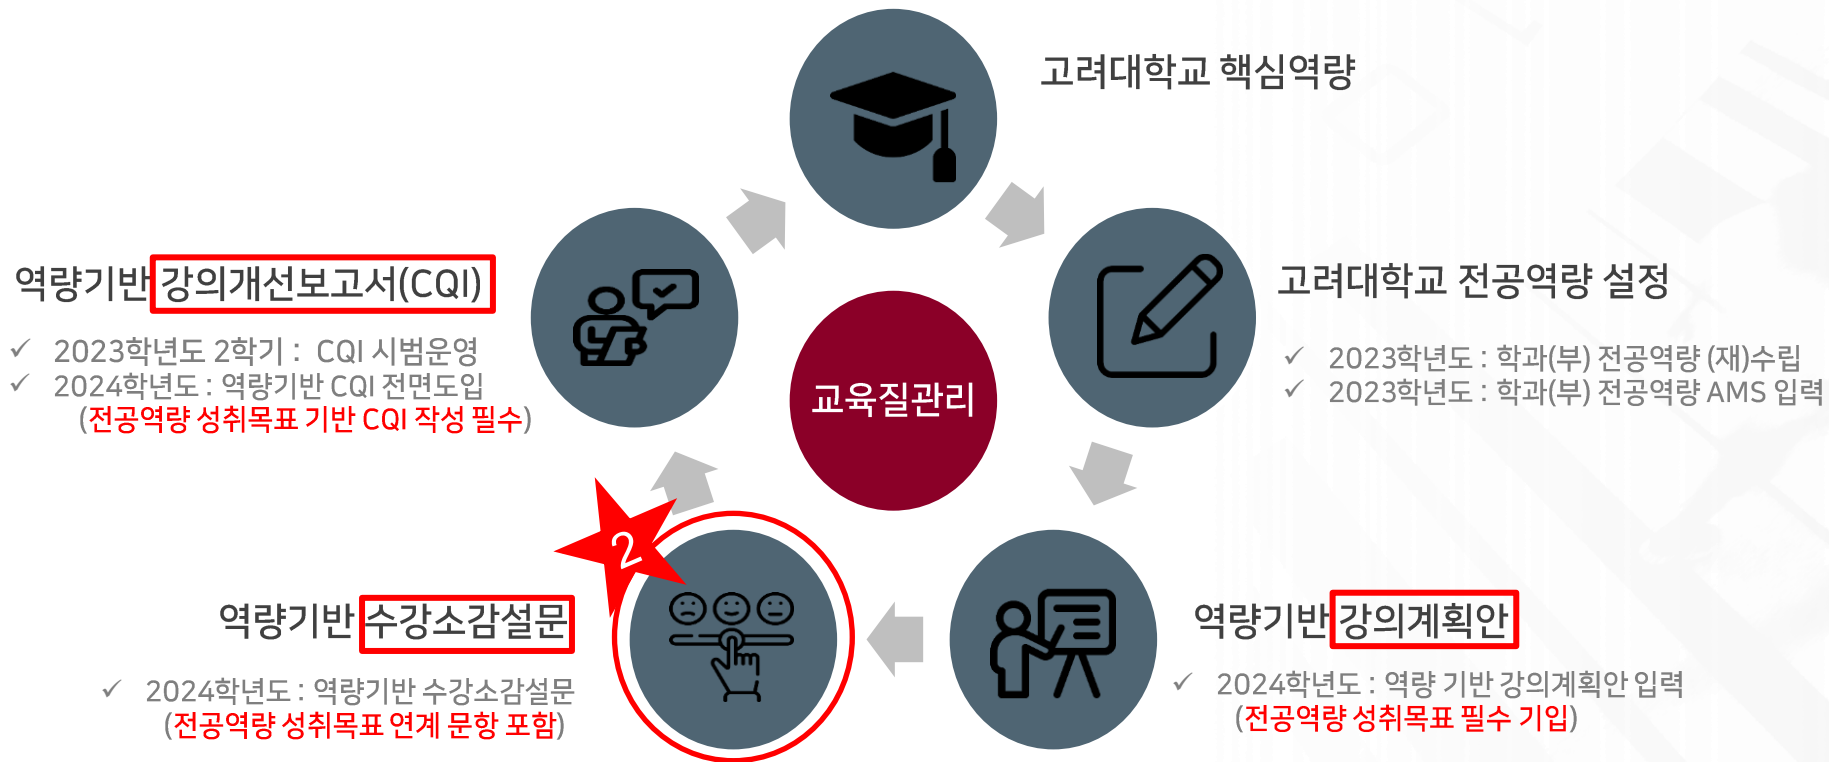 고려대학교 핵심역량
고려대학교 전공역량 설정
✓ 2023학년도 : 학과(부) 전공역량 (재)수립
✓ 2023학년도 : 학과(부) 전공역량 AMS 입력
역량기반 강의계획안
✓ 2024학년도 : 역량 기반 강의계획안 입력
(전공역량 성취목표 필수 기입)
2
역량기반 수강소감설문
✓ 2024학년도 : 역량기반 수강소감설문
(전공역량 성취목표 연계 문항 포함)
역량기반 강의개선보고서(CQI)
✓ 2023학년도 2학기 : CQI 시범운영
✓ 2024학년도 : 역량기반 CQI 전면도입
(전공역량 성취목표 기반 CQI 작성 필수)
교육질관리